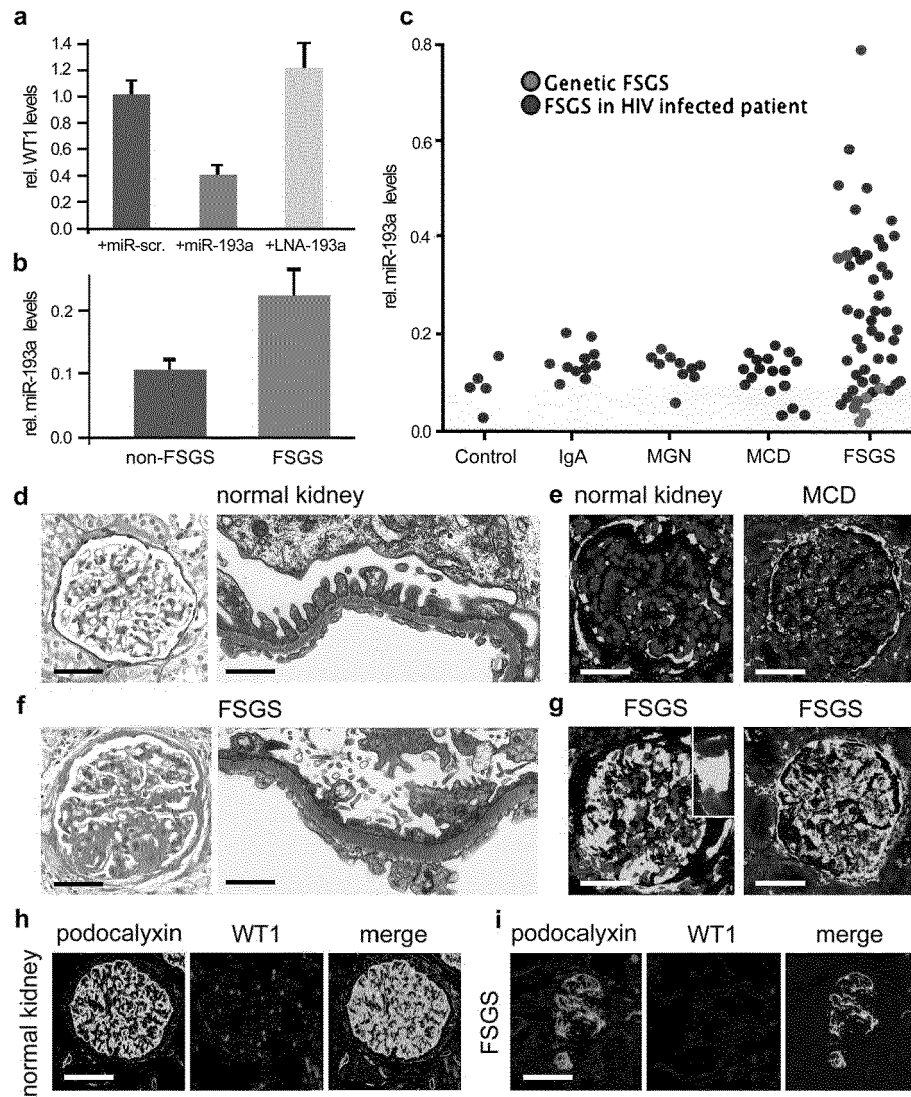 a
1.4
1.2
1.0
0.8
0.6
0.4
0.2
0.0
rel. WT1 levels
+miR-scr. +miR-193a +LNA-193a
b
0.2
0.1
0.0
rel. miR-193a levels
non-FSGS FSGS
c
0.8
0.6
0.4
0.2
0
rel. miR-193a levels
Genetic FSGS
FSGS in HIV infected patient
Control IgA MGN MCD FSGS
d normal kidney
e normal kidney MCD
f FSGS
g FSGS FSGS
h
podocalyxin WT1 merge
normal kidney
i
podocalyxin WT1 merge
FSGS